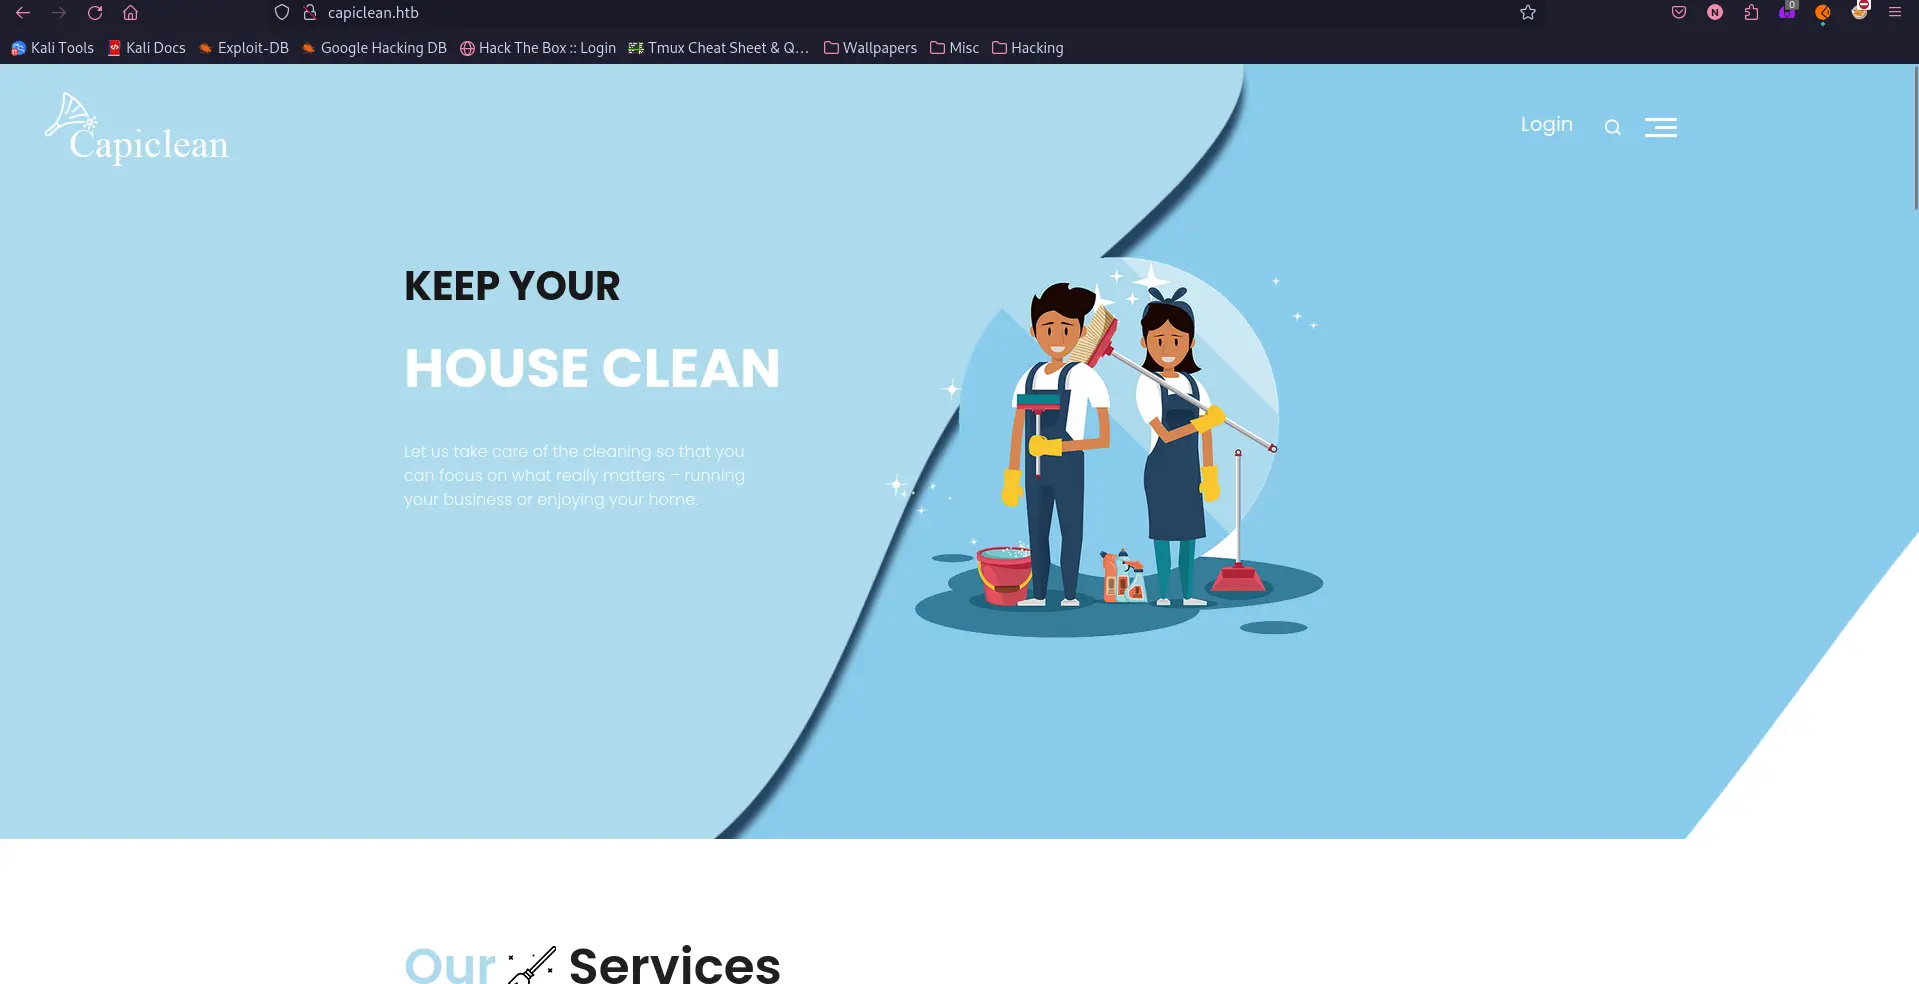 capiclean.htb
0
N
Kali Tools
Kali Docs
Exploit-DB
Google Hacking DB
Hack The Box :: Login
Tmux Cheat Sheet & Q…
Wallpapers
Misc
Hacking
Capiclean
Login
KEEP YOUR
HOUSE CLEAN
Let us take care of the cleaning so that you
can focus on what really matters – running
your business or enjoying your home.
Our Services